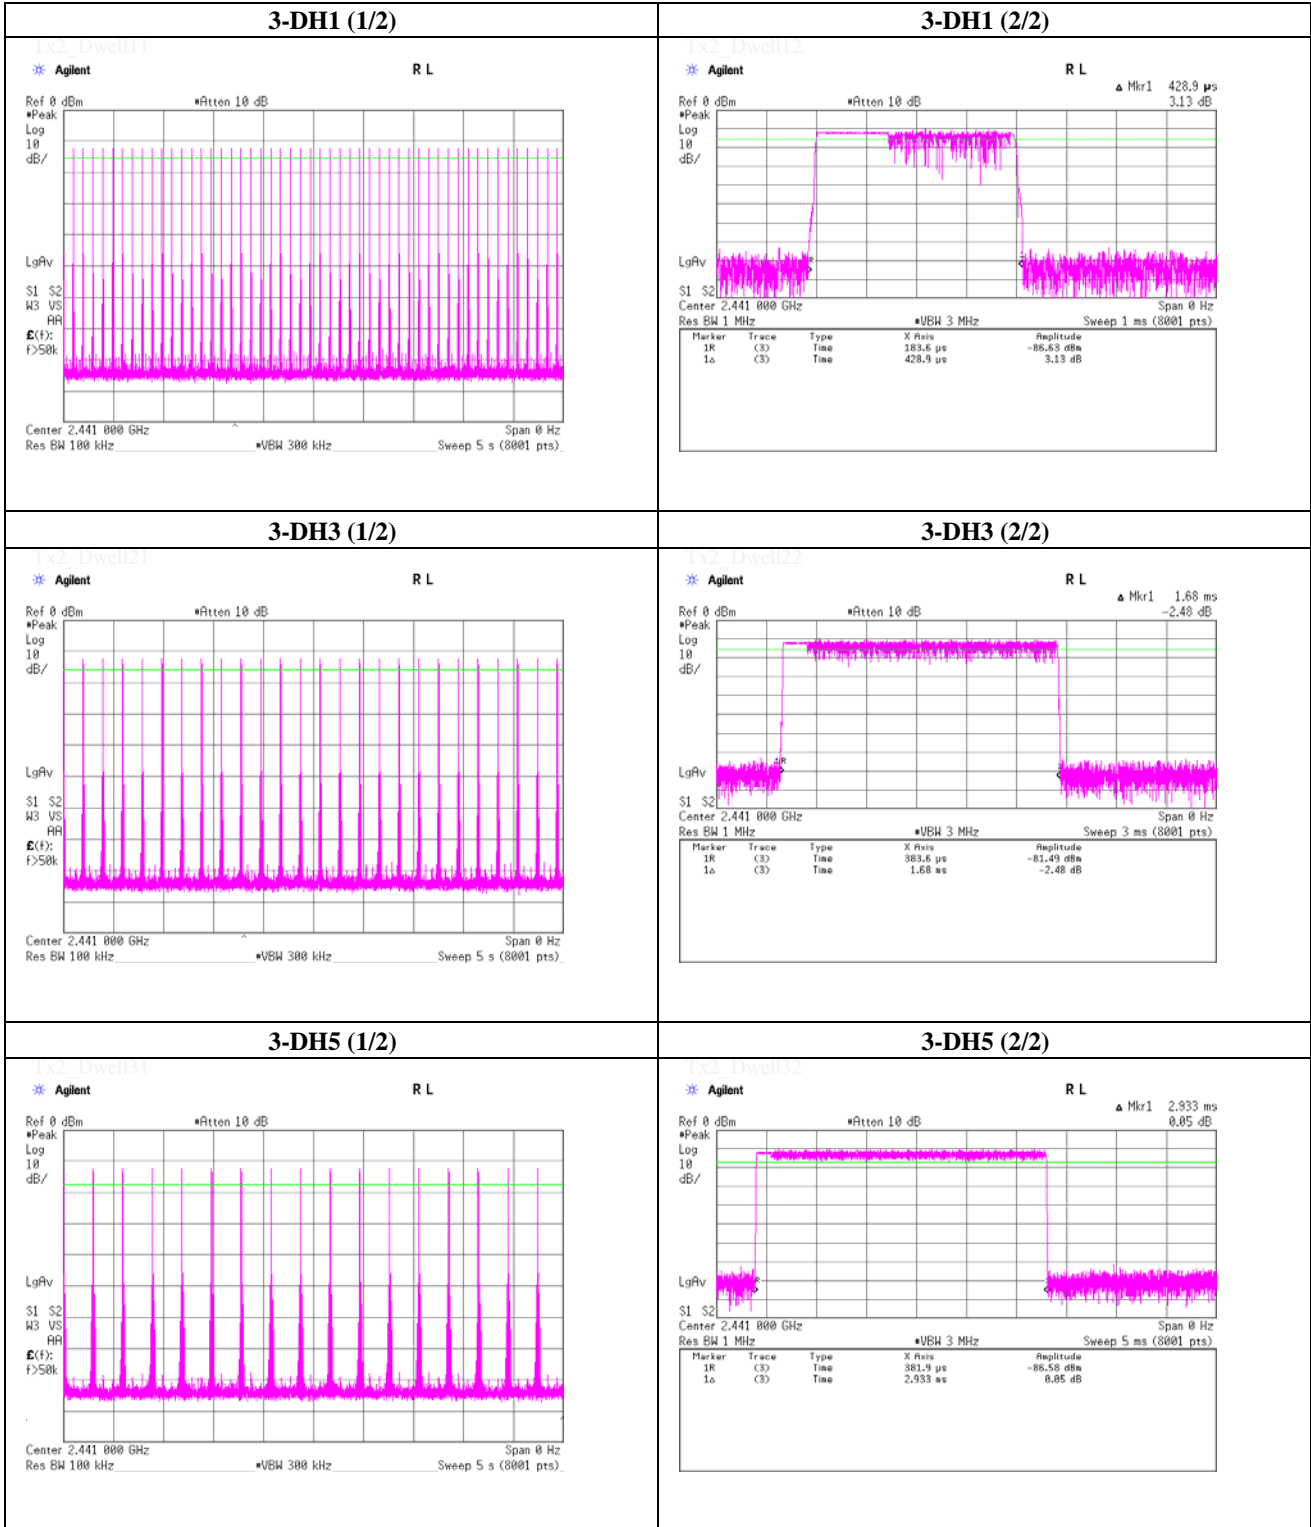 3-DH1 (1/2)
3-DH1 (2/2)
Tx2_Dwell11
Agilent
R L
Ref 0 dBm
#Atten 10 dB
#Peak
Log
10
dB/
LgAv
S1 S2
W3 VS
AA
£(f):
f>50k
Center 2.441 000 GHz
Span 0 Hz
Res BW 100 kHz
#VBW 300 kHz
Sweep 5 s (8001 pts)
Tx2_Dwell12
Agilent
R L
Δ Mkr1 428.9 µs
Ref 0 dBm
#Atten 10 dB
3.13 dB
#Peak
Log
10
dB/
LgAv
S1 S2
Center 2.441 000 GHz
Span 0 Hz
Res BW 1 MHz
#VBW 3 MHz
Sweep 1 ms (8001 pts)
Marker Trace Type X Axis Amplitude
1R (3) Time 183.6 µs -86.63 dBm
1Δ (3) Time 428.9 µs 3.13 dB
3-DH3 (1/2)
3-DH3 (2/2)
Tx2_Dwell21
Agilent
R L
Ref 0 dBm
#Atten 10 dB
#Peak
Log
10
dB/
LgAv
S1 S2
W3 VS
AA
£(f):
f>50k
Center 2.441 000 GHz
Span 0 Hz
Res BW 100 kHz
#VBW 300 kHz
Sweep 5 s (8001 pts)
Tx2_Dwell22
Agilent
R L
Δ Mkr1 1.68 ms
Ref 0 dBm
#Atten 10 dB
-2.48 dB
#Peak
Log
10
dB/
LgAv
S1 S2
Center 2.441 000 GHz
Span 0 Hz
Res BW 1 MHz
#VBW 3 MHz
Sweep 3 ms (8001 pts)
Marker Trace Type X Axis Amplitude
1R (3) Time 383.6 µs -81.49 dBm
1Δ (3) Time 1.68 ms -2.48 dB
3-DH5 (1/2)
3-DH5 (2/2)
Tx2_Dwell31
Agilent
R L
Ref 0 dBm
#Atten 10 dB
#Peak
Log
10
dB/
LgAv
S1 S2
W3 VS
AA
£(f):
f>50k
Center 2.441 000 GHz
Span 0 Hz
Res BW 100 kHz
#VBW 300 kHz
Sweep 5 s (8001 pts)
Tx2_Dwell32
Agilent
R L
Δ Mkr1 2.933 ms
Ref 0 dBm
#Atten 10 dB
0.05 dB
#Peak
Log
10
dB/
LgAv
S1 S2
Center 2.441 000 GHz
Span 0 Hz
Res BW 1 MHz
#VBW 3 MHz
Sweep 5 ms (8001 pts)
Marker Trace Type X Axis Amplitude
1R (3) Time 381.9 µs -86.58 dBm
1Δ (3) Time 2.933 ms 0.05 dB